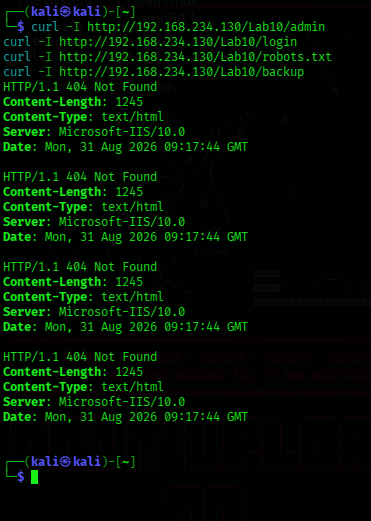 ┌──(kali㉿kali)-[~]
└─$ curl -I http://192.168.234.130/Lab10/admin
curl -I http://192.168.234.130/Lab10/login
curl -I http://192.168.234.130/Lab10/robots.txt
curl -I http://192.168.234.130/Lab10/backup
HTTP/1.1 404 Not Found
Content-Length: 1245
Content-Type: text/html
Server: Microsoft-IIS/10.0
Date: Mon, 31 Aug 2026 09:17:44 GMT

HTTP/1.1 404 Not Found
Content-Length: 1245
Content-Type: text/html
Server: Microsoft-IIS/10.0
Date: Mon, 31 Aug 2026 09:17:44 GMT

HTTP/1.1 404 Not Found
Content-Length: 1245
Content-Type: text/html
Server: Microsoft-IIS/10.0
Date: Mon, 31 Aug 2026 09:17:44 GMT

HTTP/1.1 404 Not Found
Content-Length: 1245
Content-Type: text/html
Server: Microsoft-IIS/10.0
Date: Mon, 31 Aug 2026 09:17:44 GMT

┌──(kali㉿kali)-[~]
└─$